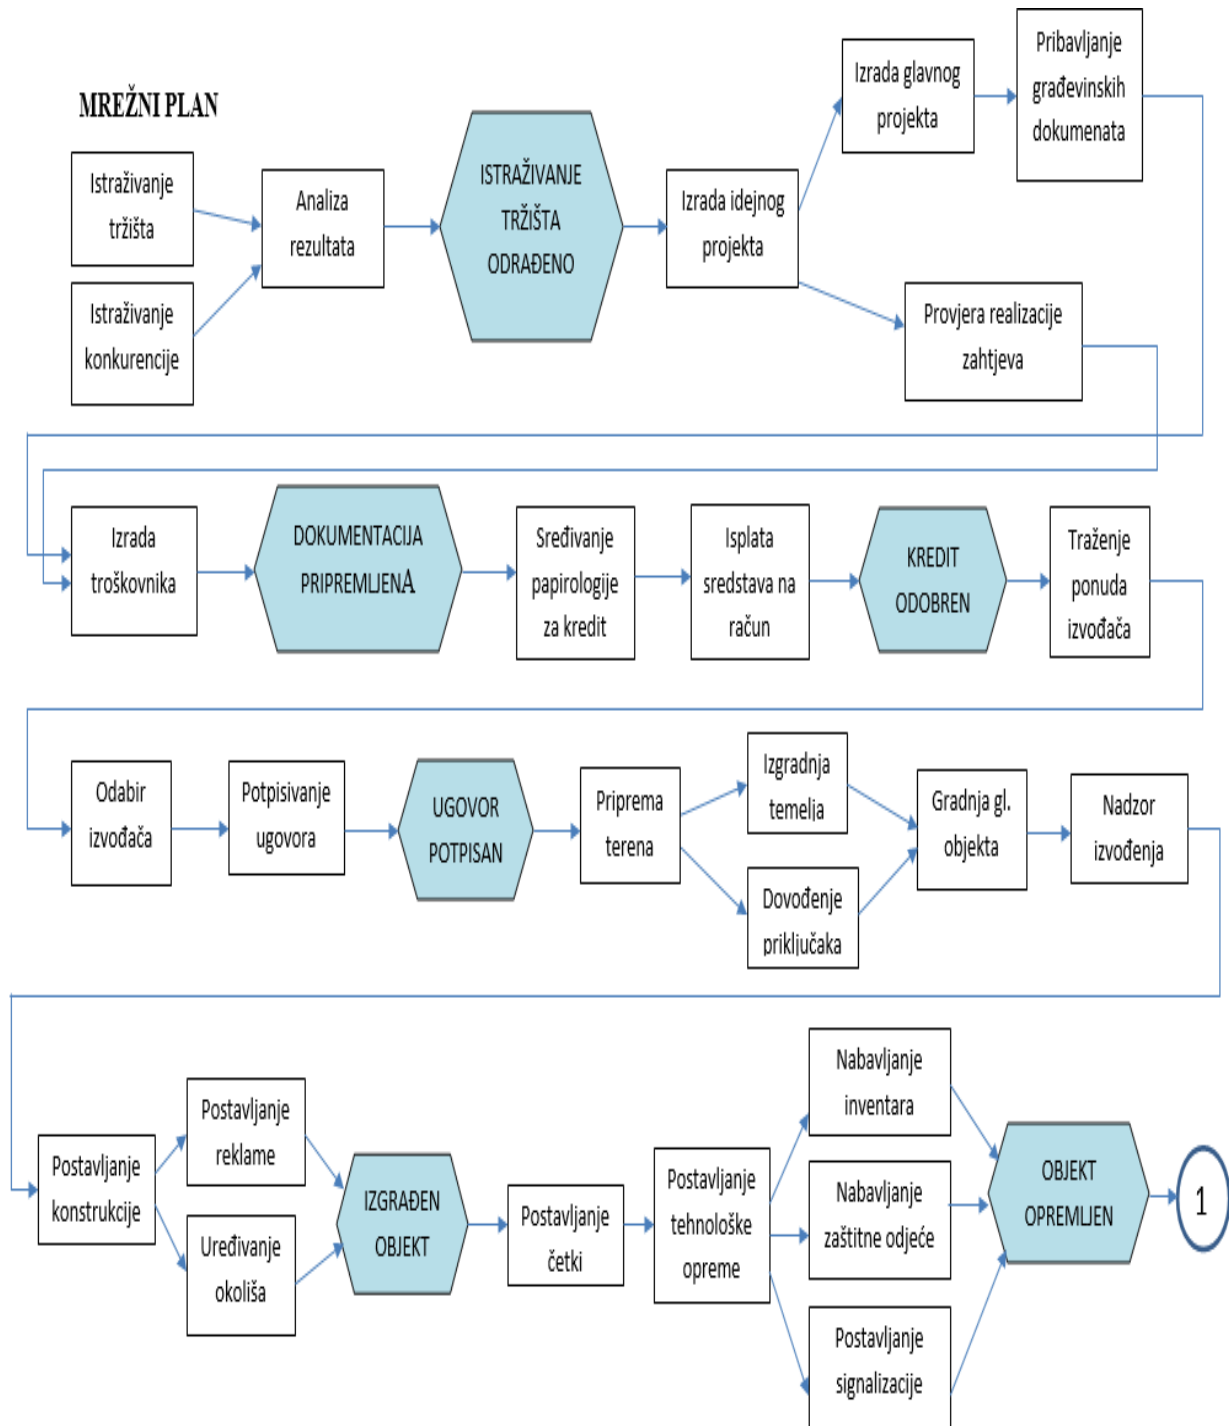 MREŽNI PLAN
Istraživanje
tržišta
Istraživanje
konkurencije
Analiza
rezultata
ISTRAŽIVANJE
TRŽIŠTA
ODRAĐENO
Izrada idejnog
projekta
Izrada glavnog
projekta
Pribavljanje
građevinskih
dokumenata
Provjera realizacije
zahtjeva
Izrada
troškovnika
DOKUMENTACIJA
PRIPREMLJENA
Sređivanje
papirologije
za kredit
Isplata
sredstava na
račun
KREDIT
ODOBREN
Traženje
ponuda
izvođača
Odabir
izvođača
Potpisivanje
ugovora
UGOVOR
POTPISAN
Priprema
terena
Izgradnja
temelja
Dovođenje
priključaka
Gradnja gl.
objekta
Nadzor
izvođenja
Postavljanje
konstrukcije
Postavljanje
reklame
Uređivanje
okoliša
IZGRAĐEN
OBJEKT
Postavljanje
četki
Postavljanje
tehnološke
opreme
Nabavljanje
inventara
Nabavljanje
zaštitne odjeće
Postavljanje
signalizacije
OBJEKT
OPREMLJEN
1